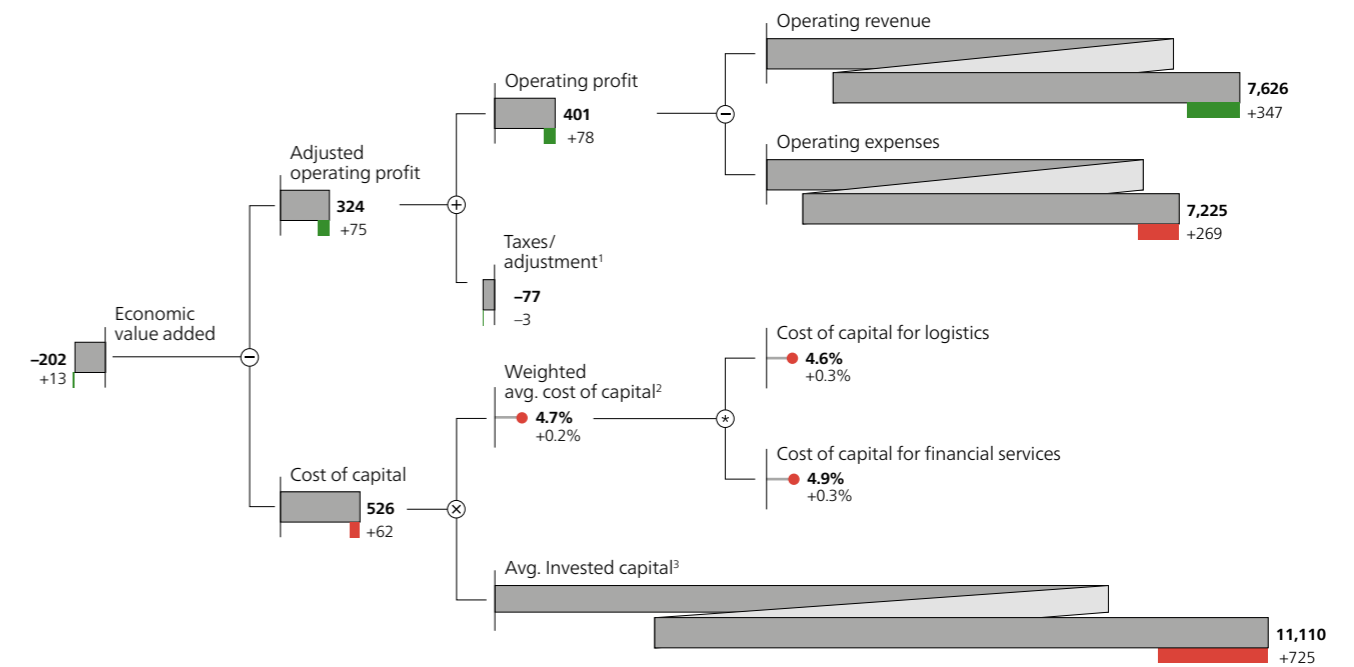 Operating revenue
7,626
+347
Operating profit
401
+78
−
Operating expenses
7,225
+269
Adjusted
operating profit
324
+75
+
Taxes/
adjustment¹
–77
–3
Economic
value added
–202
+13
−
Weighted
avg. cost of capital²
4.7%
+0.2%
*
Cost of capital for logistics
4.6%
+0.3%
Cost of capital for financial services
4.9%
+0.3%
Cost of capital
526
+62
×
Avg. Invested capital³
11,110
+725